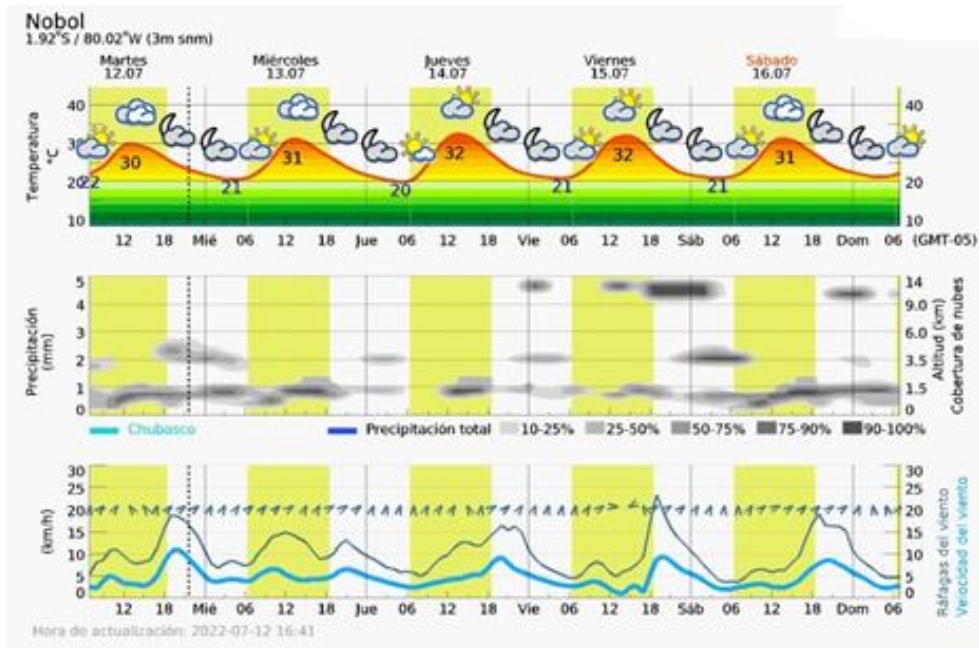 Nobol
1.92°S / 80.02°W (3m snm)
Martes Miércoles Jueves Viernes Sábado
12.07 13.07 14.07 15.07 16.07
Temperatura
°C
40
30
20
10
40
30
20
10
22 30 21 31 20 32 21 32 21 31
12 18 Mié 06 12 18 Jue 06 12 18 Vie 06 12 18 Sáb 06 12 18 Dom 06 (GMT-05)
Precipitación
(mm)
5
4
3
2
1
0
14
9.0
6.0
3.5
1.5
0
Altitud (km)
Cobertura de nubes
Chubasco Precipitación total 10-25% 25-50% 50-75% 75-90% 90-100%
(km/h)
30
25
20
15
10
5
0
30
25
20
15
10
5
0
Ráfagas del viento
Velocidad del viento
12 18 Mié 06 12 18 Jue 06 12 18 Vie 06 12 18 Sáb 06 12 18 Dom 06
Hora de actualización: 2022-07-12 16:41